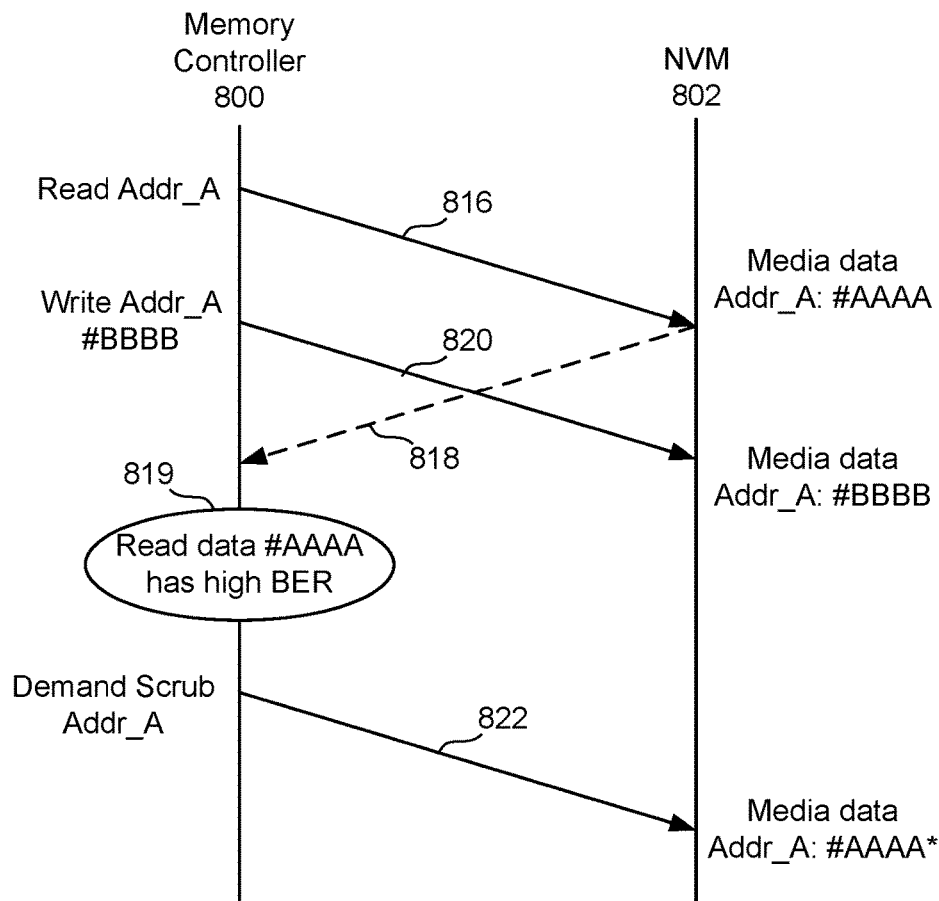 Memory
Controller
800
NVM
802
Read Addr_A
816
Media data
Addr_A: #AAAA
Write Addr_A
#BBBB
820
818
Media data
Addr_A: #BBBB
819
Read data #AAAA
has high BER
Demand Scrub
Addr_A
822
Media data
Addr_A: #AAAA*